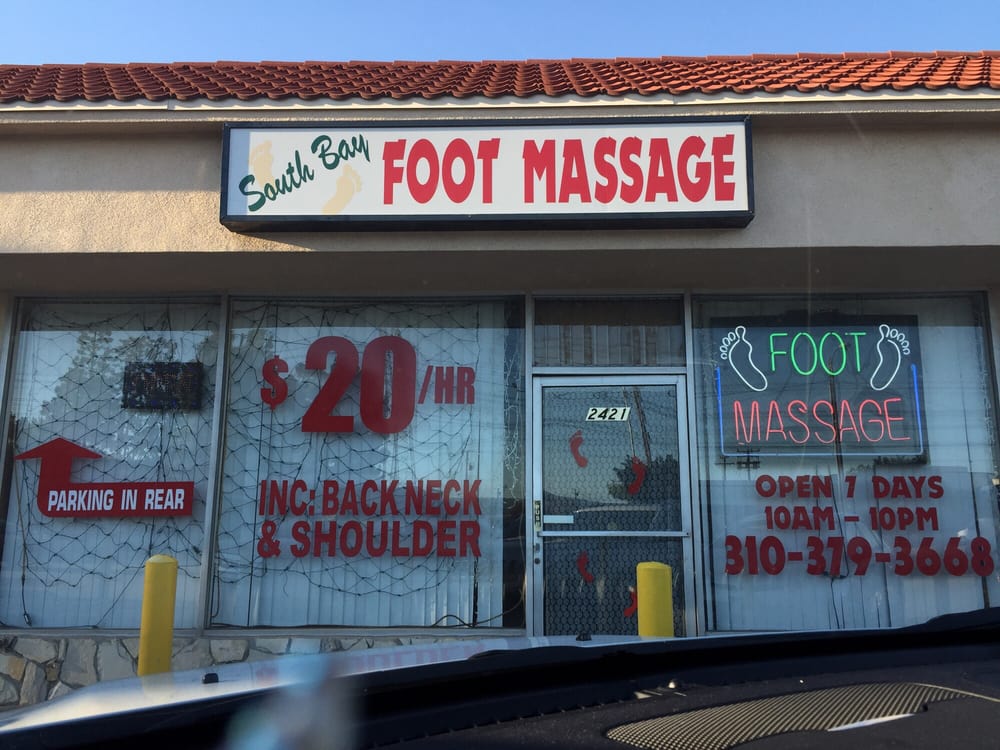 South Bay FOOT MASSAGE
$20/HR
INC: BACK NECK
& SHOULDER
PARKING IN REAR
2421
FOOT
MASSAGE
OPEN 7 DAYS
10AM - 10PM
310-379-3668